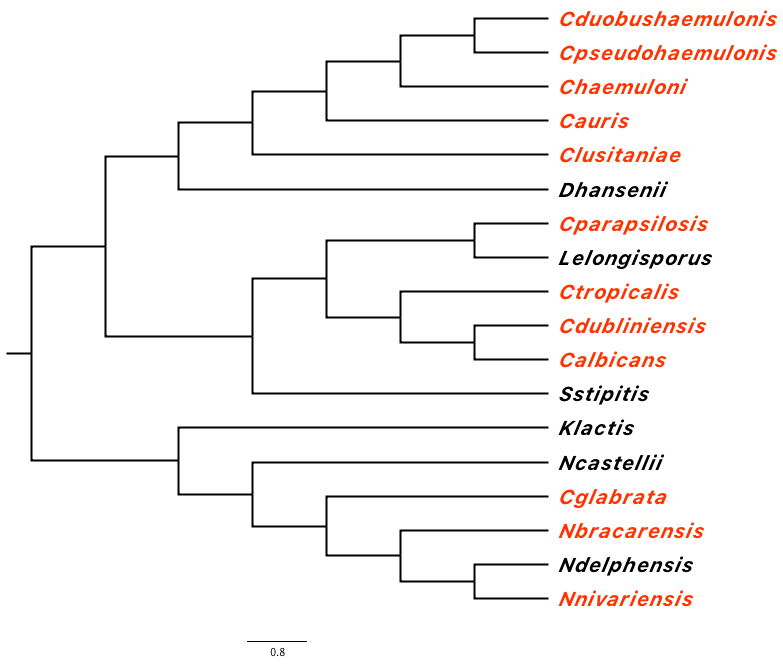 Cduobushaemulonis
Cpseudohaemulonis
Chaemuloni
Cauris
Clusitaniae
Dhansenii
Cparapsilosis
Lelongisporus
Ctropicalis
Cdubliniensis
Calbicans
Sstipitis
Klactis
Ncastellii
Cglabrata
Nbracarensis
Ndelphensis
Nnivariensis
0.8